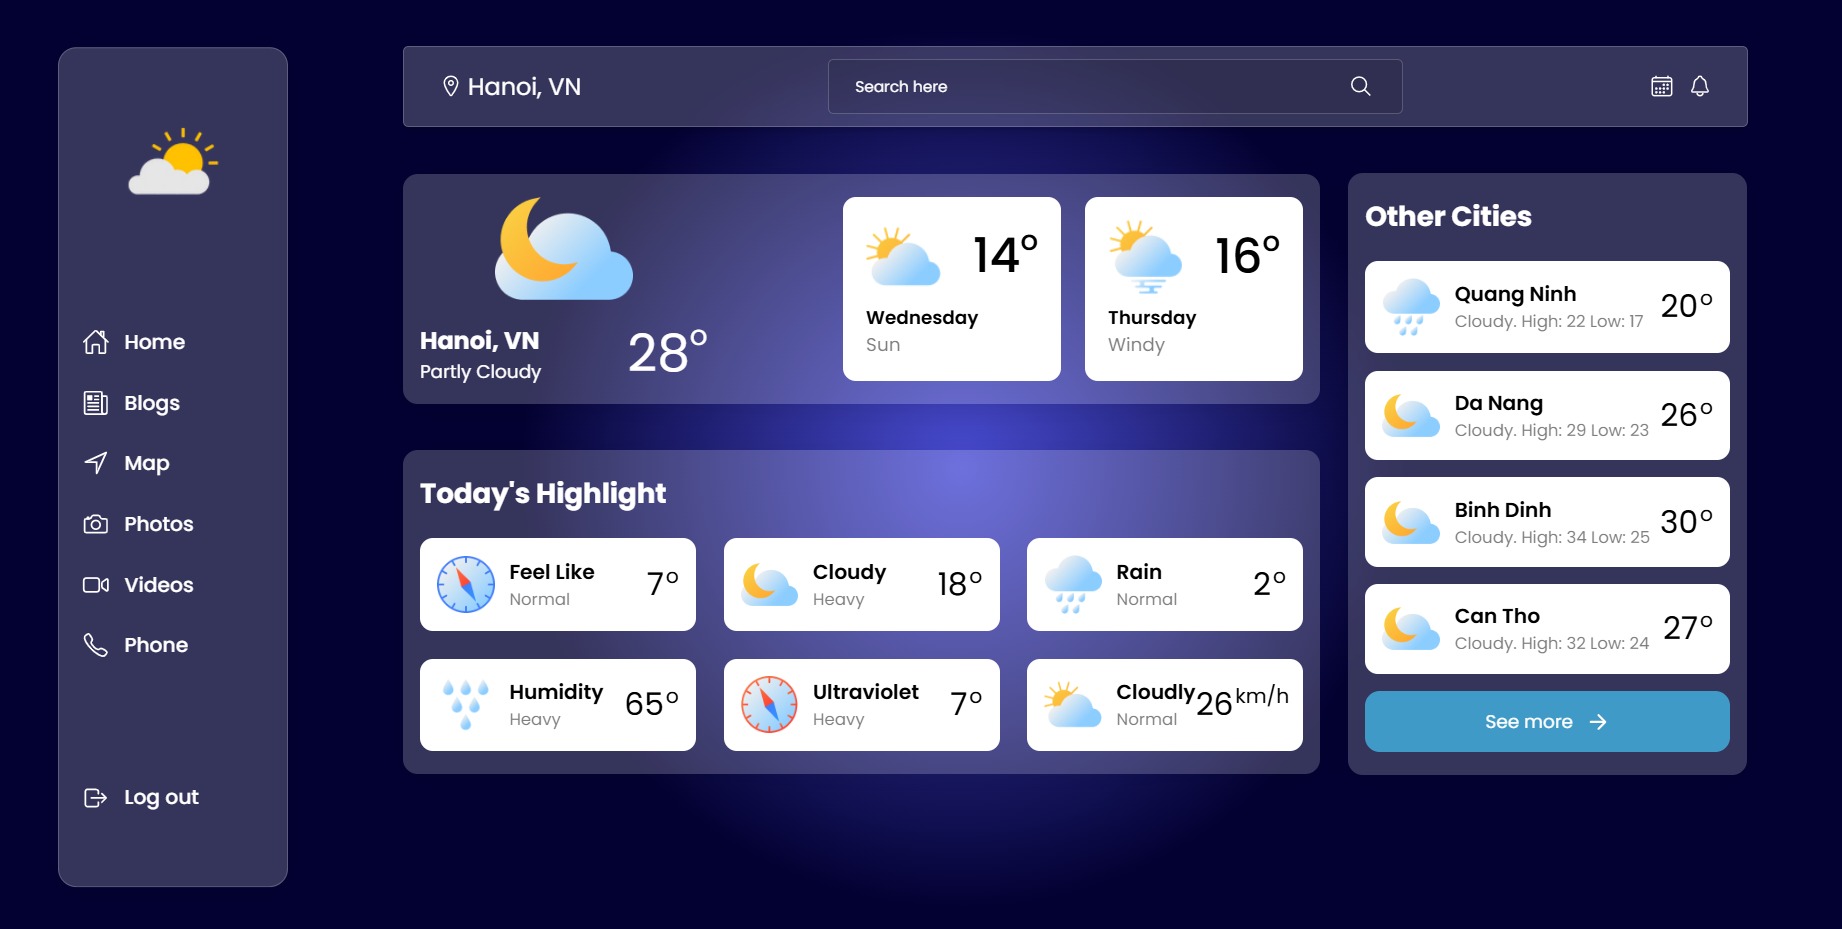 Home
Blogs
Map
Photos
Videos
Phone
Log out
Hanoi, VN
Search here
Hanoi, VN
Partly Cloudy
28°
14°
Wednesday
Sun
16°
Thursday
Windy
Today's Highlight
Feel Like
Normal
7°
Cloudy
Heavy
18°
Rain
Normal
2°
Humidity
Heavy
65°
Ultraviolet
Heavy
7°
Cloudly
Normal
26km/h
Other Cities
Quang Ninh
Cloudy. High: 22 Low: 17
20°
Da Nang
Cloudy. High: 29 Low: 23
26°
Binh Dinh
Cloudy. High: 34 Low: 25
30°
Can Tho
Cloudy. High: 32 Low: 24
27°
See more